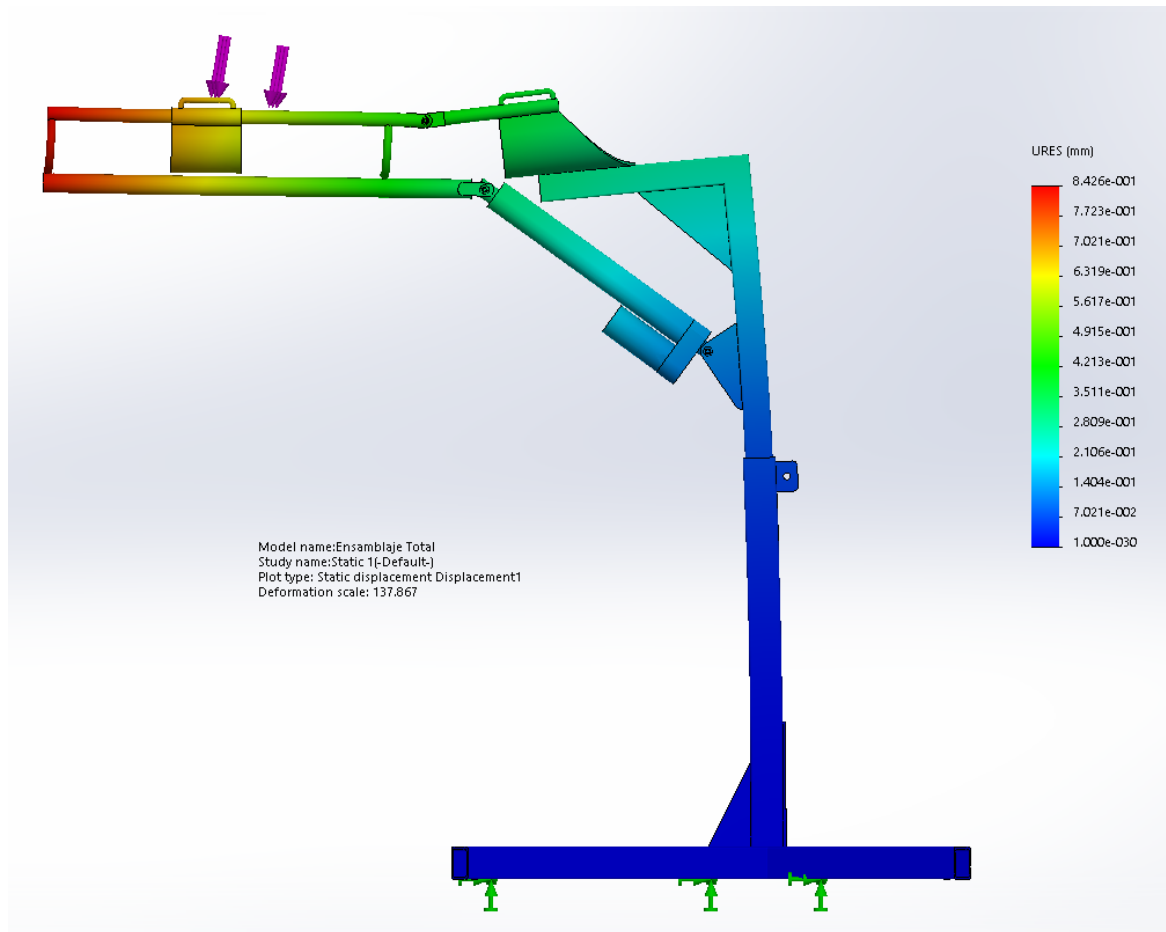 URES (mm)
8.426e-001
7.723e-001
7.021e-001
6.319e-001
5.617e-001
4.915e-001
4.213e-001
3.511e-001
2.809e-001
2.106e-001
1.404e-001
7.021e-002
1.000e-030
Model name:Ensamblaje Total
Study name:Static 1(-Default-)
Plot type: Static displacement Displacement1
Deformation scale: 137.867